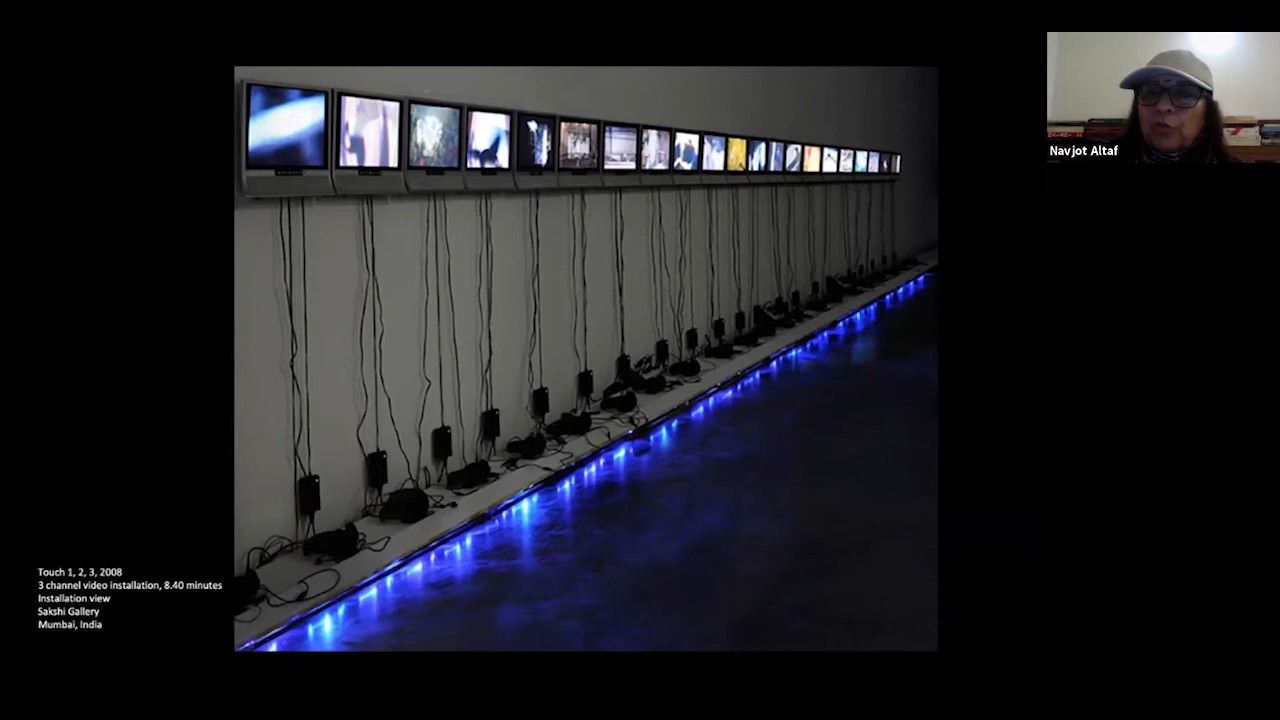 Navjot Altaf
Touch 1, 2, 3, 2008
3 channel video installation, 8.40 minutes
Installation view
Sakshi Gallery
Mumbai, India